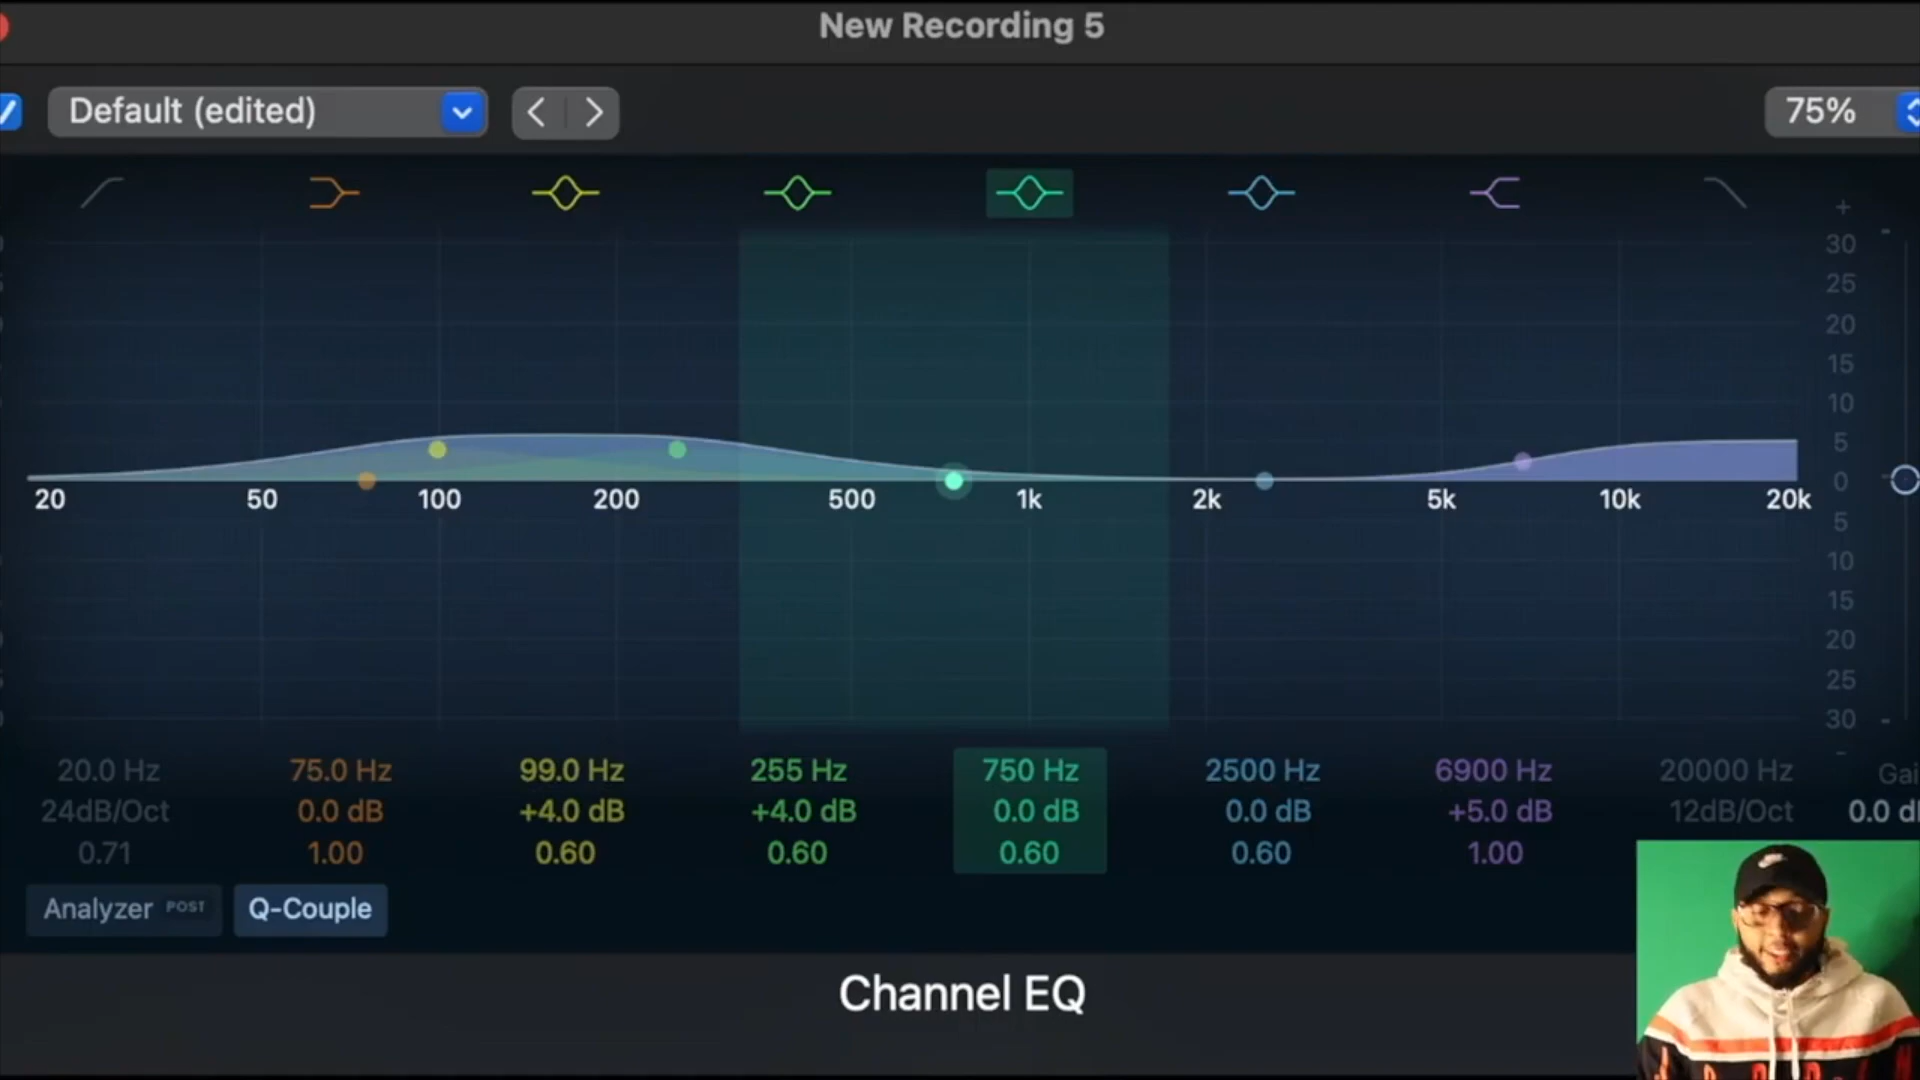 New Recording 5
Default (edited)
75%
+
30
25
20
15
10
5
0
20 50 100 200 500 1k 2k 5k 10k 20k
5
10
15
20
25
30
-
20.0 Hz 75.0 Hz 99.0 Hz 255 Hz 750 Hz 2500 Hz 6900 Hz 20000 Hz Gai
24dB/Oct 0.0 dB +4.0 dB +4.0 dB 0.0 dB 0.0 dB +5.0 dB 12dB/Oct 0.0 dB
0.71 1.00 0.60 0.60 0.60 0.60 1.00
Analyzer POST Q-Couple
Channel EQ